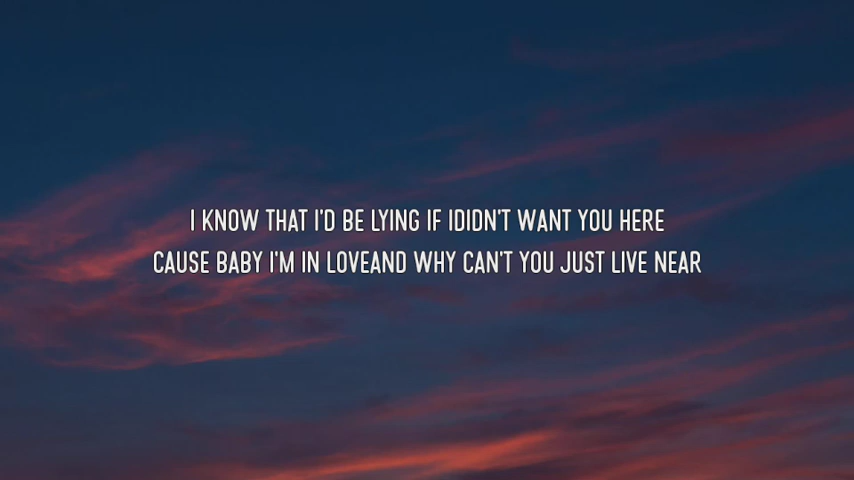 I KNOW THAT I'D BE LYING IF IDIDN'T WANT YOU HERE
CAUSE BABY I'M IN LOVEAND WHY CAN'T YOU JUST LIVE NEAR